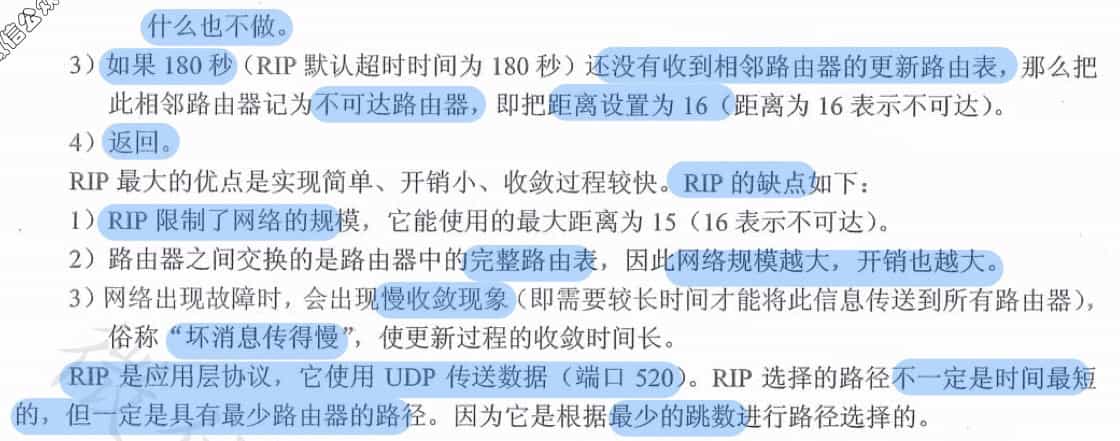 微信公众
什么也不做。
3）如果 180 秒（RIP 默认超时时间为 180 秒）还没有收到相邻路由器的更新路由表，那么把
此相邻路由器记为不可达路由器，即把距离设置为 16（距离为 16 表示不可达）。
4）返回。
RIP 最大的优点是实现简单、开销小、收敛过程较快。RIP 的缺点如下：
1）RIP 限制了网络的规模，它能使用的最大距离为 15（16 表示不可达）。
2）路由器之间交换的是路由器中的完整路由表，因此网络规模越大，开销也越大。
3）网络出现故障时，会出现慢收敛现象（即需要较长时间才能将此信息传送到所有路由器），
俗称“坏消息传得慢”，使更新过程的收敛时间长。
RIP 是应用层协议，它使用 UDP 传送数据（端口 520）。RIP 选择的路径不一定是时间最短
的，但一定是具有最少路由器的路径。因为它是根据最少的跳数进行路径选择的。